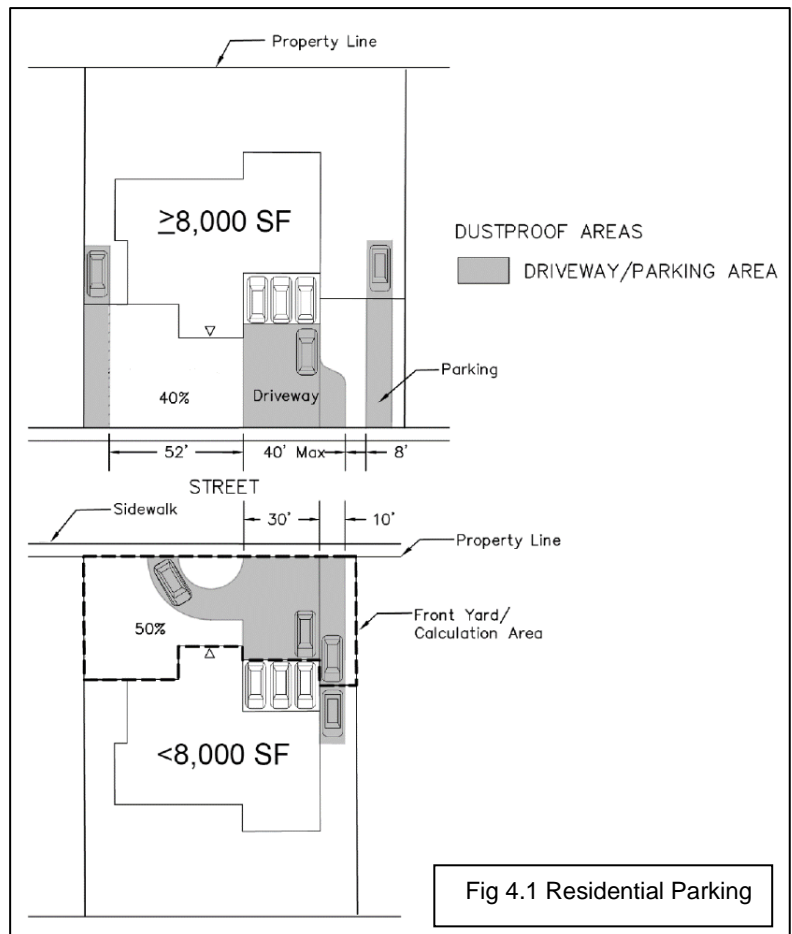 Property Line
≥8,000 SF
DUSTPROOF AREAS
DRIVEWAY/PARKING AREA
Parking
40%
Driveway
52'
40' Max
8'
STREET
Sidewalk
30'
10'
Property Line
Front Yard/
Calculation Area
50%
<8,000 SF
Fig 4.1 Residential Parking